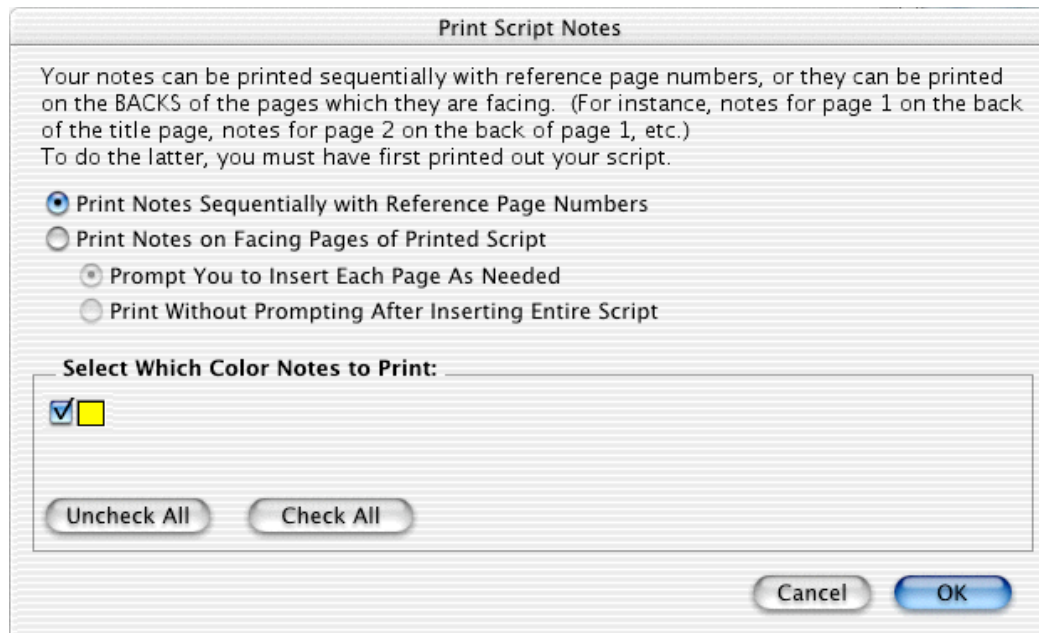 Print Script Notes
Your notes can be printed sequentially with reference page numbers, or they can be printed
on the BACKS of the pages which they are facing.  (For instance, notes for page 1 on the back
of the title page, notes for page 2 on the back of page 1, etc.)
To do the latter, you must have first printed out your script.
Print Notes Sequentially with Reference Page Numbers
Print Notes on Facing Pages of Printed Script
Prompt You to Insert Each Page As Needed
Print Without Prompting After Inserting Entire Script
Select Which Color Notes to Print:
Uncheck All Check All
Cancel OK